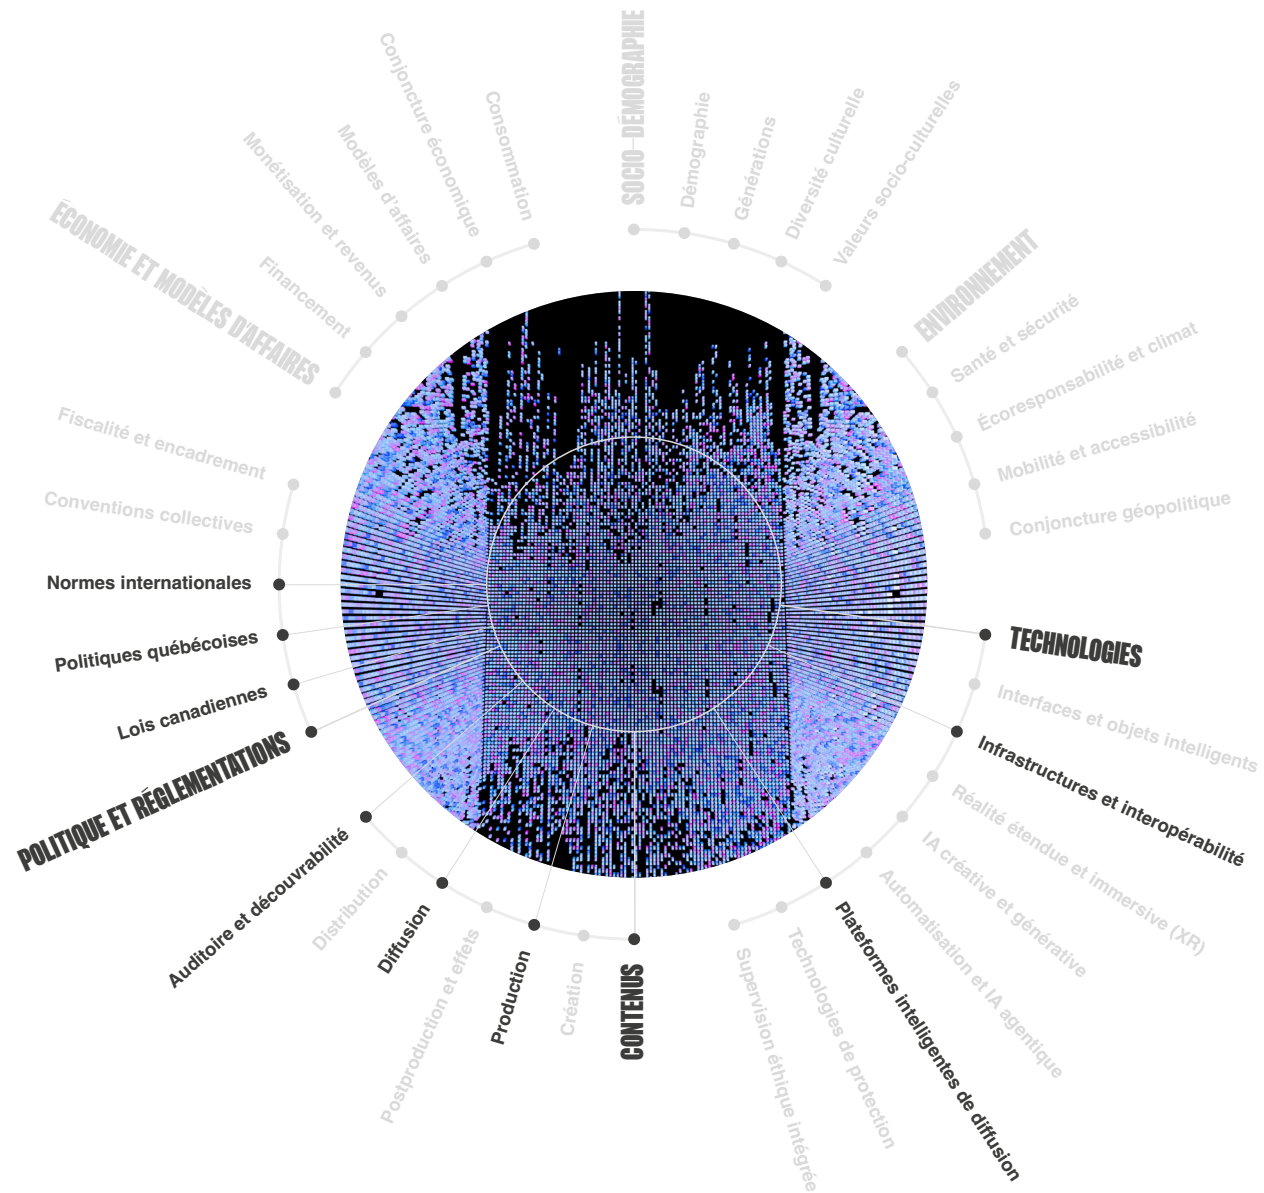 SOCIO-DÉMOGRAPHIE
Démographie
Générations
Diversité culturelle
Valeurs socio-culturelles
ENVIRONNEMENT
Santé et sécurité
Écoresponsabilité et climat
Mobilité et accessibilité
Conjoncture géopolitique
TECHNOLOGIES
Interfaces et objets intelligents
Infrastructures et interopérabilité
Réalité étendue et immersive (XR)
IA créative et générative
Automatisation et IA agentique
Plateformes intelligentes de diffusion
Technologies de protection
Supervision éthique intégrée
CONTENUS
Création
Production
Postproduction et effets
Diffusion
Distribution
Auditoire et découvrabilité
POLITIQUE ET RÉGLEMENTATIONS
Lois canadiennes
Politiques québécoises
Normes internationales
Conventions collectives
Fiscalité et encadrement
ÉCONOMIE ET MODÈLES D'AFFAIRES
Financement
Monétisation et revenus
Modèles d'affaires
Conjoncture économique
Consommation